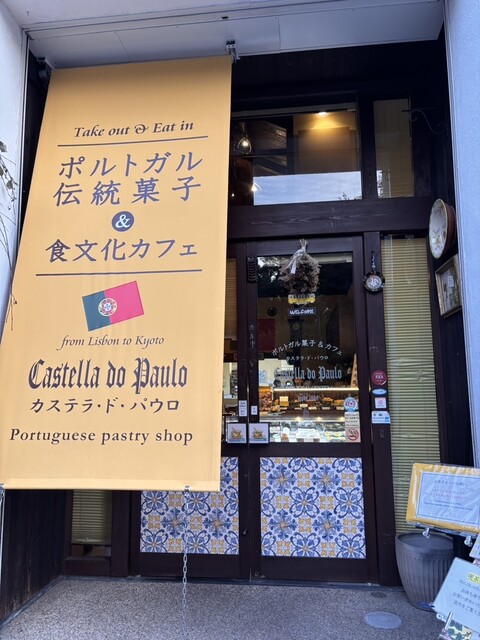 Take out & Eat in
ポルトガル
伝統菓子
&
食文化カフェ
from Lisbon to Kyoto
Castella do Paulo
カステラ・ド・パウロ
Portuguese pastry shop
WELCOME
ポルトガル菓子&カフェ
カステラ・ド・パウロ
Castella do Paulo